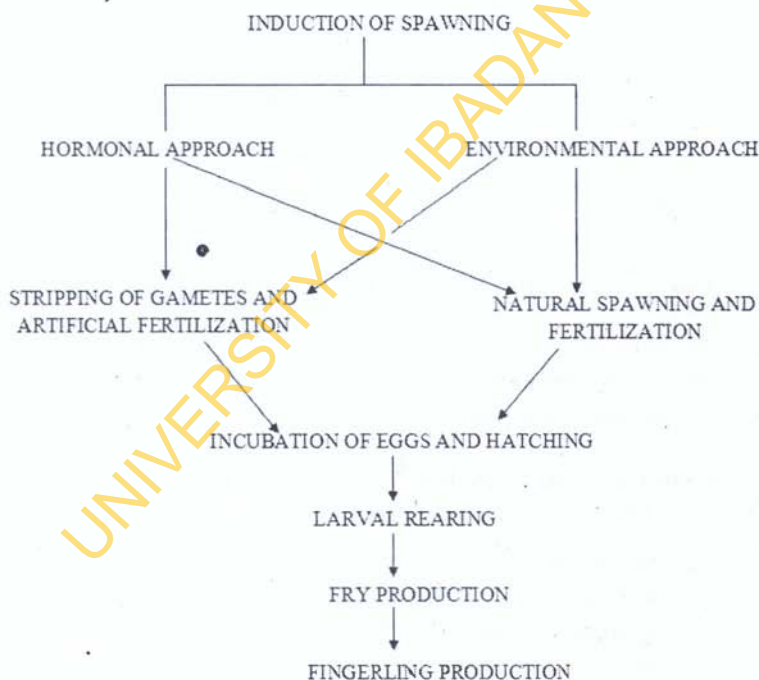 INDUCTION OF SPAWNING
HORMONAL APPROACH
ENVIRONMENTAL APPROACH
STRIPPING OF GAMETES AND
ARTIFICIAL FERTILIZATION
NATURAL SPAWNING AND
FERTILIZATION
INCUBATION OF EGGS AND HATCHING
LARVAL REARING
FRY PRODUCTION
FINGERLING PRODUCTION
UNIVERSITY OF IBADAN